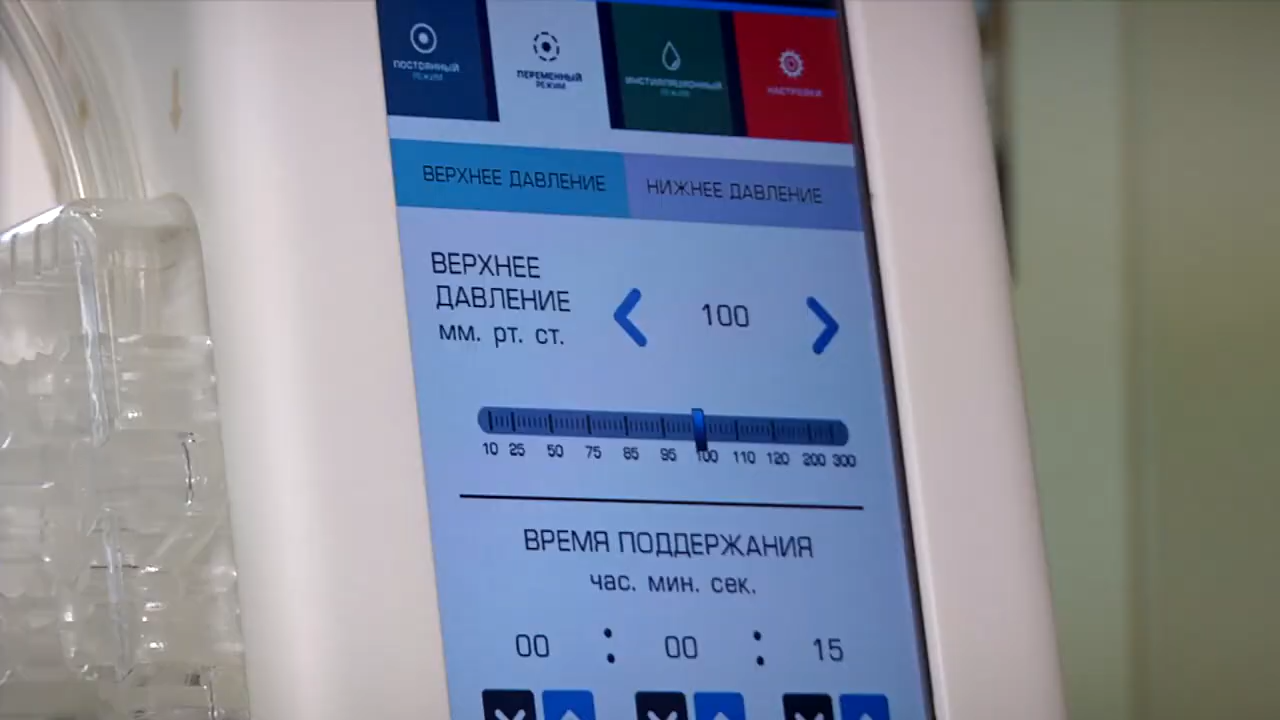 ПОСТОЯННЫЙ
РЕЖИМ
ПЕРЕМЕННЫЙ
РЕЖИМ
ИНСТИЛЛЯЦИОННЫЙ
РЕЖИМ
НАСТРОЙКИ
ВЕРХНЕЕ ДАВЛЕНИЕ
НИЖНЕЕ ДАВЛЕНИЕ
ВЕРХНЕЕ
ДАВЛЕНИЕ
мм. рт. ст.
100
10 25 50 75 85 95 100 110 120 200 300
ВРЕМЯ ПОДДЕРЖАНИЯ
час. мин. сек.
00 : 00 : 15